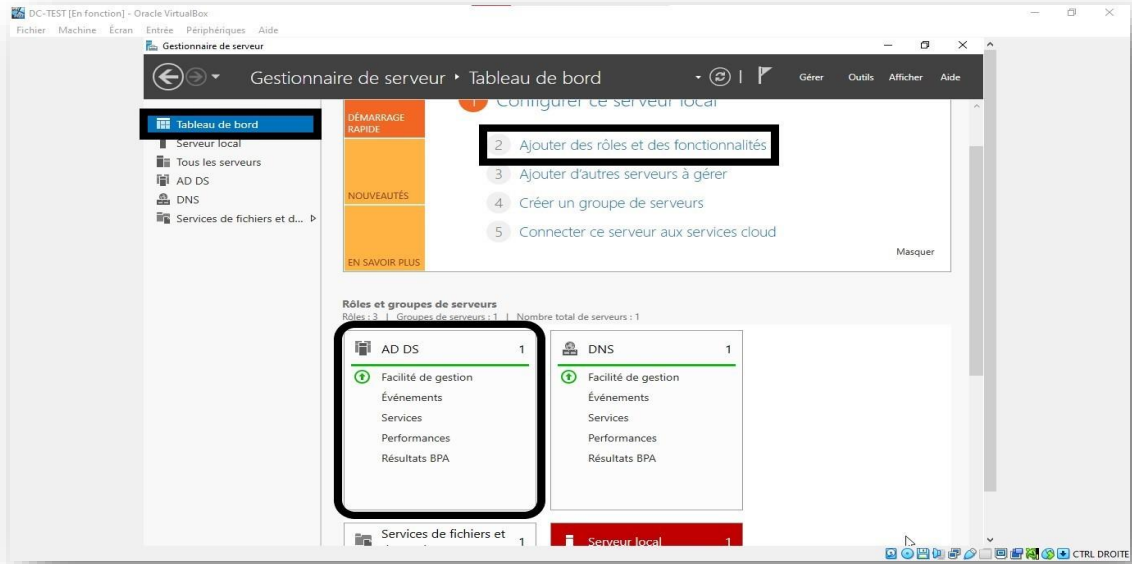 DC-TEST [En fonction] - Oracle VirtualBox
Fichier Machine Écran Entrée Périphériques Aide
Gestionnaire de serveur
Gestionnaire de serveur ‣ Tableau de bord
Gérer Outils Afficher Aide
Tableau de bord
Serveur local
Tous les serveurs
AD DS
DNS
Services de fichiers et d...
DÉMARRAGE
RAPIDE
NOUVEAUTÉS
EN SAVOIR PLUS
1 Configurer ce serveur local
2 Ajouter des rôles et des fonctionnalités
3 Ajouter d'autres serveurs à gérer
4 Créer un groupe de serveurs
5 Connecter ce serveur aux services cloud
Masquer
Rôles et groupes de serveurs
Rôles : 3 | Groupes de serveurs : 1 | Nombre total de serveurs : 1
AD DS 1
Facilité de gestion
Événements
Services
Performances
Résultats BPA
DNS 1
Facilité de gestion
Événements
Services
Performances
Résultats BPA
Services de fichiers et
1
Serveur local 1
CTRL DROITE